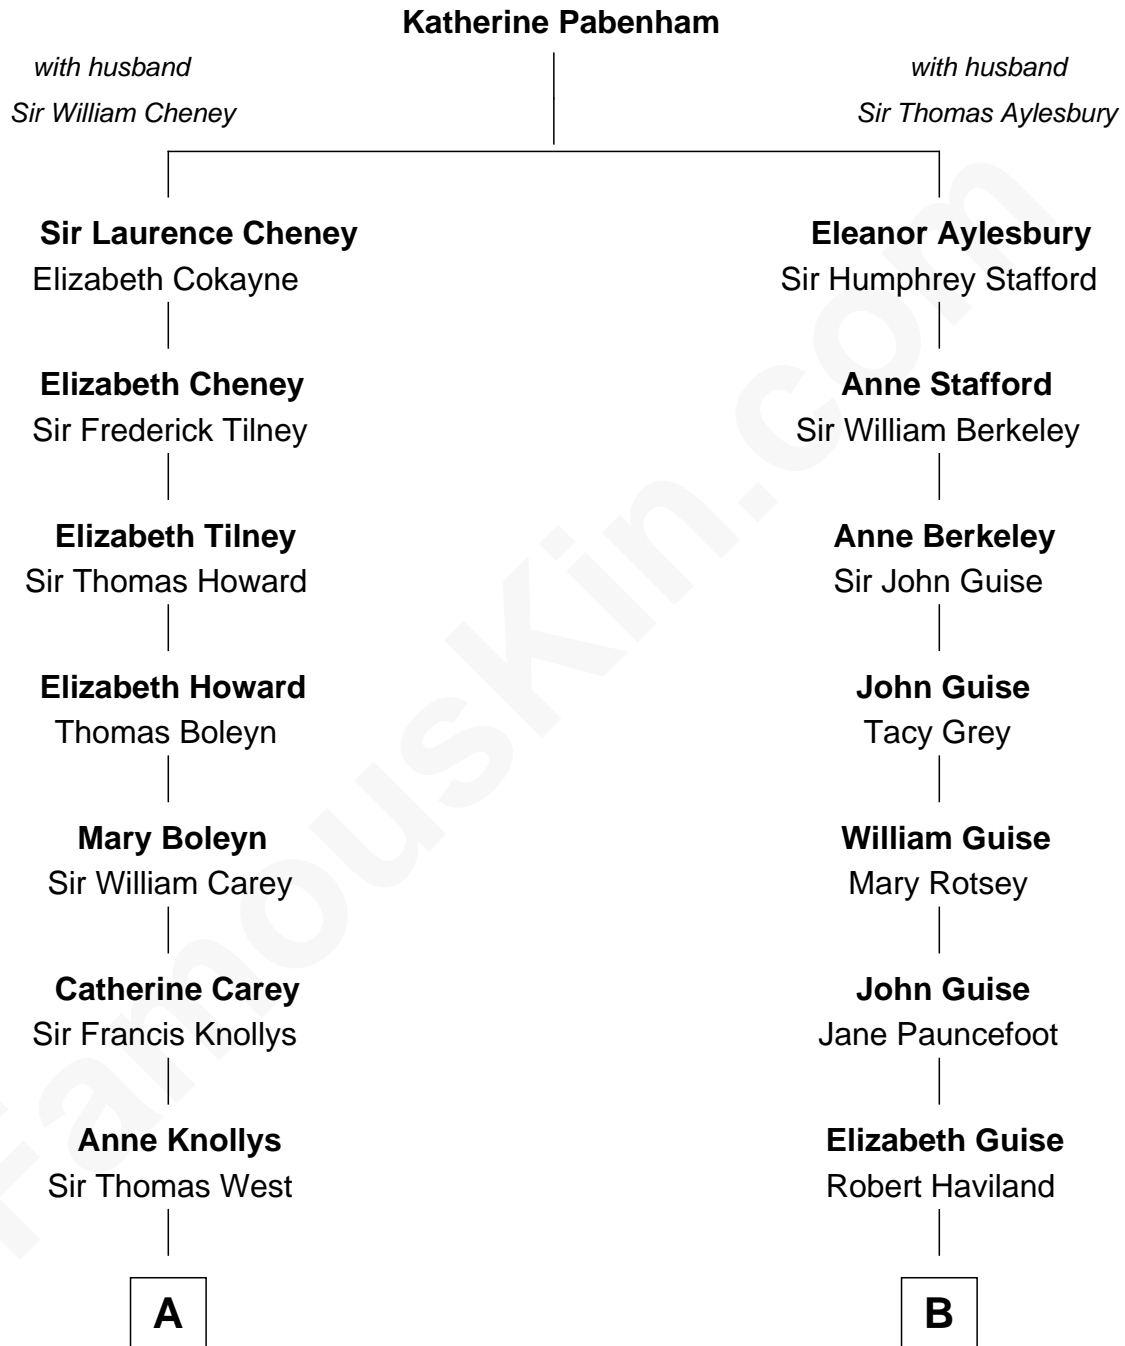 Katherine Pabenham
with husband
Sir William Cheney
with husband
Sir Thomas Aylesbury
Sir Laurence Cheney
Elizabeth Cokayne
Eleanor Aylesbury
Sir Humphrey Stafford
Elizabeth Cheney
Sir Frederick Tilney
Anne Stafford
Sir William Berkeley
Elizabeth Tilney
Sir Thomas Howard
Anne Berkeley
Sir John Guise
Elizabeth Howard
Thomas Boleyn
John Guise
Tacy Grey
Mary Boleyn
Sir William Carey
William Guise
Mary Rotsey
Catherine Carey
Sir Francis Knollys
John Guise
Jane Pauncefoot
Anne Knollys
Sir Thomas West
Elizabeth Guise
Robert Haviland
A
B
FamousKin.com